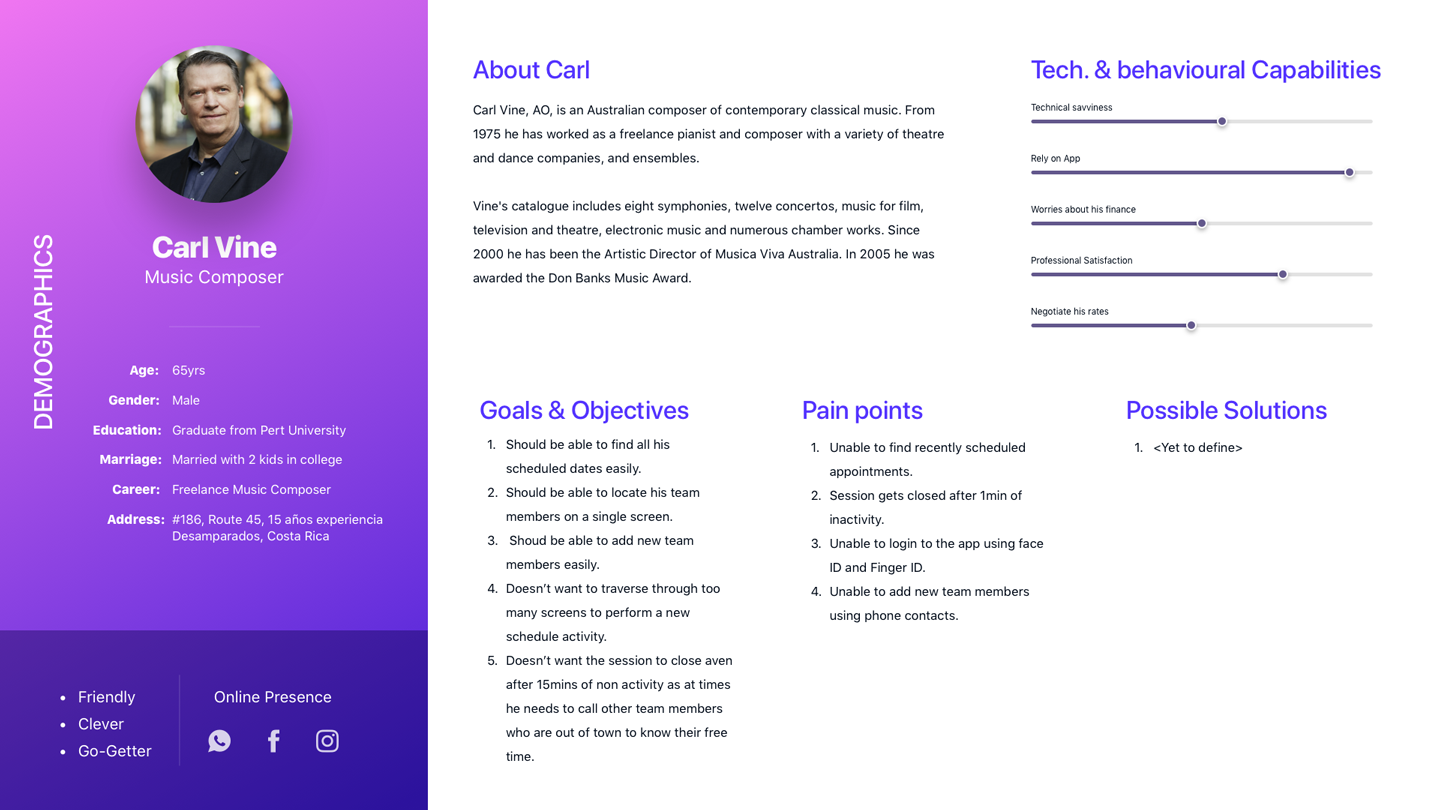 DEMOGRAPHICS
Carl Vine
Music Composer
Age: 65yrs
Gender: Male
Education: Graduate from Pert University
Marriage: Married with 2 kids in college
Career: Freelance Music Composer
Address: #186, Route 45, 15 años experiencia
Desamparados, Costa Rica
• Friendly
• Clever
• Go-Getter
Online Presence
About Carl
Carl Vine, AO, is an Australian composer of contemporary classical music. From
1975 he has worked as a freelance pianist and composer with a variety of theatre
and dance companies, and ensembles.
Vine's catalogue includes eight symphonies, twelve concertos, music for film,
television and theatre, electronic music and numerous chamber works. Since
2000 he has been the Artistic Director of Musica Viva Australia. In 2005 he was
awarded the Don Banks Music Award.
Tech. & behavioural Capabilities
Technical savviness
Rely on App
Worries about his finance
Professional Satisfaction
Negotiate his rates
Goals & Objectives
1. Should be able to find all his
scheduled dates easily.
2. Should be able to locate his team
members on a single screen.
3. Shoud be able to add new team
members easily.
4. Doesn’t want to traverse through too
many screens to perform a new
schedule activity.
5. Doesn’t want the session to close aven
after 15mins of non activity as at times
he needs to call other team members
who are out of town to know their free
time.
Pain points
1. Unable to find recently scheduled
appointments.
2. Session gets closed after 1min of
inactivity.
3. Unable to login to the app using face
ID and Finger ID.
4. Unable to add new team members
using phone contacts.
Possible Solutions
1. <Yet to define>